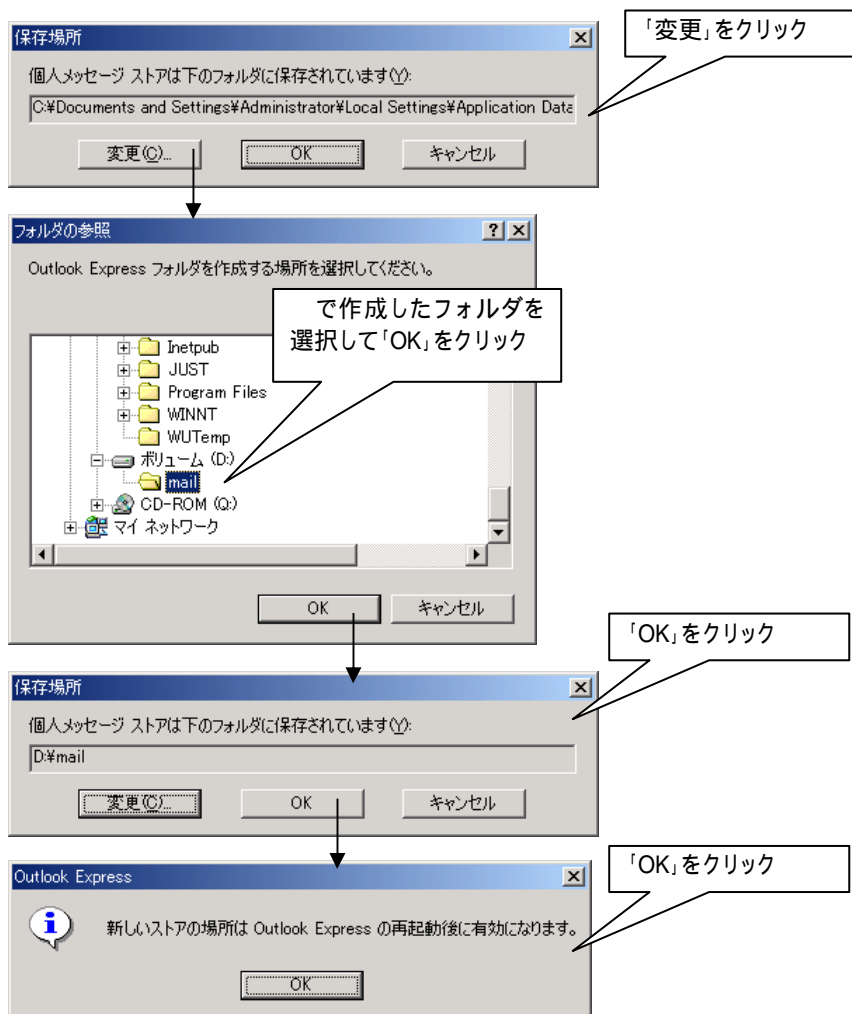 保存場所
「変更」をクリック
個人メッセージ ストアは下のフォルダに保存されています(Y):
C:¥Documents and Settings¥Administrator¥Local Settings¥Application Data
変更(C)... OK キャンセル
フォルダの参照
Outlook Express フォルダを作成する場所を選択してください。
で作成したフォルダを
選択して「OK」をクリック
Inetpub
JUST
Program Files
WINNT
WUTemp
ボリューム (D:)
mail
CD-ROM (Q:)
マイ ネットワーク
OK キャンセル
「OK」をクリック
保存場所
個人メッセージ ストアは下のフォルダに保存されています(Y):
D:¥mail
変更(C)... OK キャンセル
「OK」をクリック
Outlook Express
新しいストアの場所は Outlook Express の再起動後に有効になります。
OK